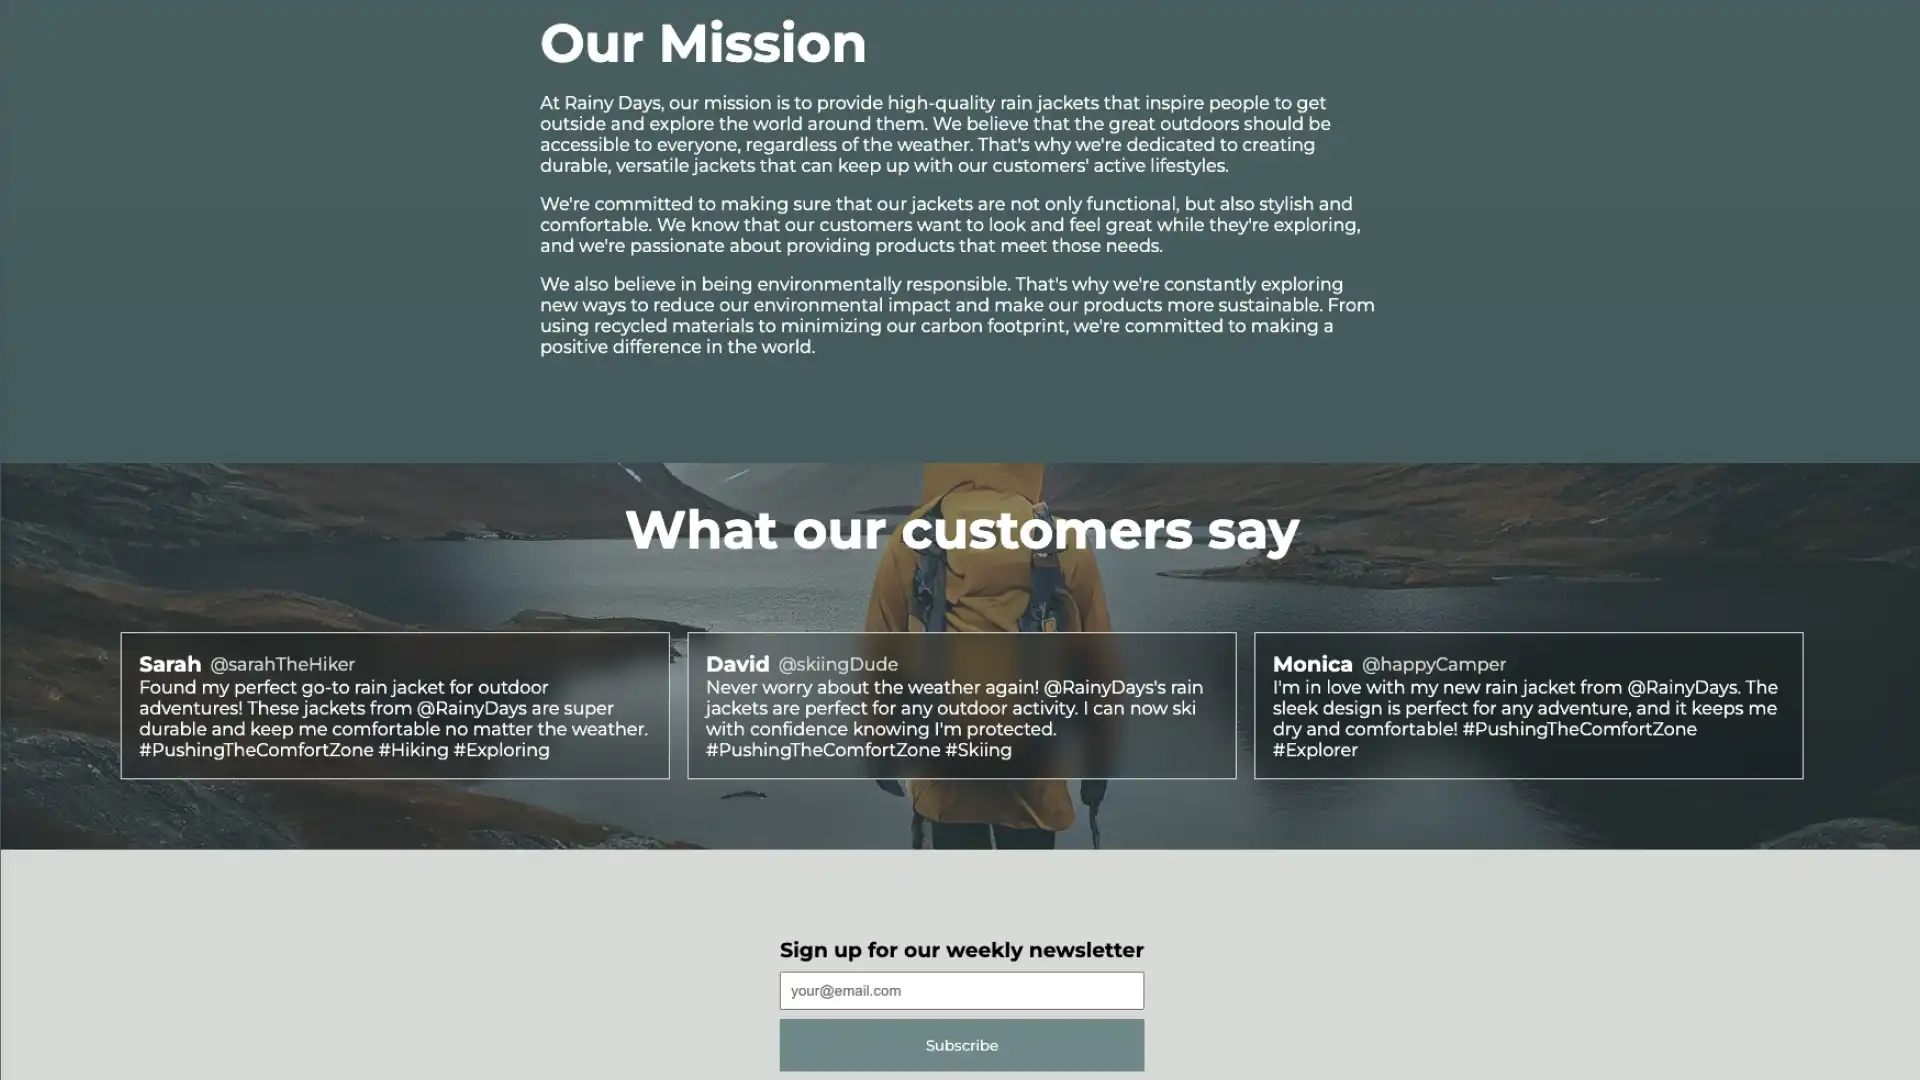 Our Mission
At Rainy Days, our mission is to provide high-quality rain jackets that inspire people to get
outside and explore the world around them. We believe that the great outdoors should be
accessible to everyone, regardless of the weather. That's why we're dedicated to creating
durable, versatile jackets that can keep up with our customers' active lifestyles.
We're committed to making sure that our jackets are not only functional, but also stylish and
comfortable. We know that our customers want to look and feel great while they're exploring,
and we're passionate about providing products that meet those needs.
We also believe in being environmentally responsible. That's why we're constantly exploring
new ways to reduce our environmental impact and make our products more sustainable. From
using recycled materials to minimizing our carbon footprint, we're committed to making a
positive difference in the world.
What our customers say
Sarah @sarahTheHiker
Found my perfect go-to rain jacket for outdoor
adventures! These jackets from @RainyDays are super
durable and keep me comfortable no matter the weather.
#PushingTheComfortZone #Hiking #Exploring
David @skiingDude
Never worry about the weather again! @RainyDays's rain
jackets are perfect for any outdoor activity. I can now ski
with confidence knowing I'm protected.
#PushingTheComfortZone #Skiing
Monica @happyCamper
I'm in love with my new rain jacket from @RainyDays. The
sleek design is perfect for any adventure, and it keeps me
dry and comfortable! #PushingTheComfortZone
#Explorer
Sign up for our weekly newsletter
your@email.com
Subscribe